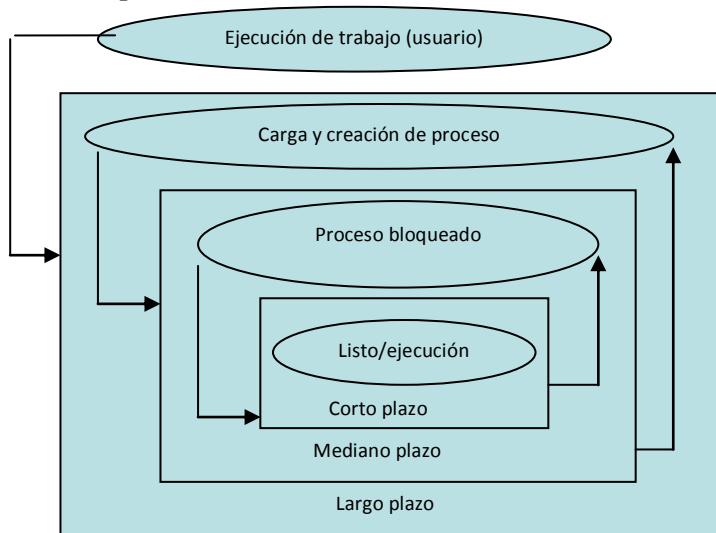 Ejecución de trabajo (usuario)
Carga y creación de proceso
Proceso bloqueado
Listo/ejecución
Corto plazo
Mediano plazo
Largo plazo